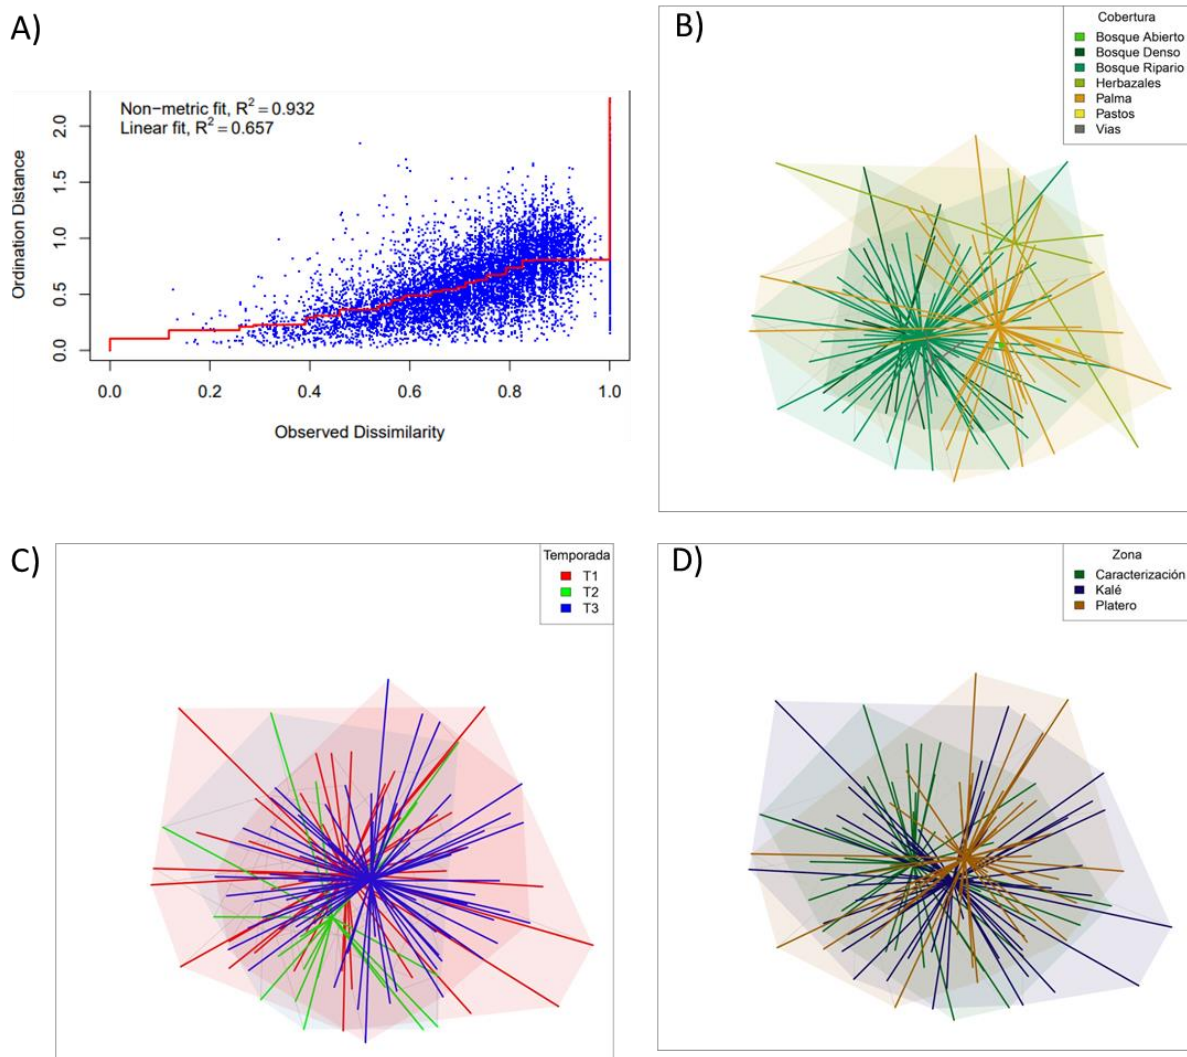 A)
Non-metric fit, R² = 0.932
Linear fit, R² = 0.657
Ordination Distance
2.0
1.5
1.0
0.5
0.0
0.0 0.2 0.4 0.6 0.8 1.0
Observed Dissimilarity
B)
Cobertura
Bosque Abierto
Bosque Denso
Bosque Ripario
Herbazales
Palma
Pastos
Vias
C)
Temporada
T1
T2
T3
D)
Zona
Caracterización
Kalé
Platero